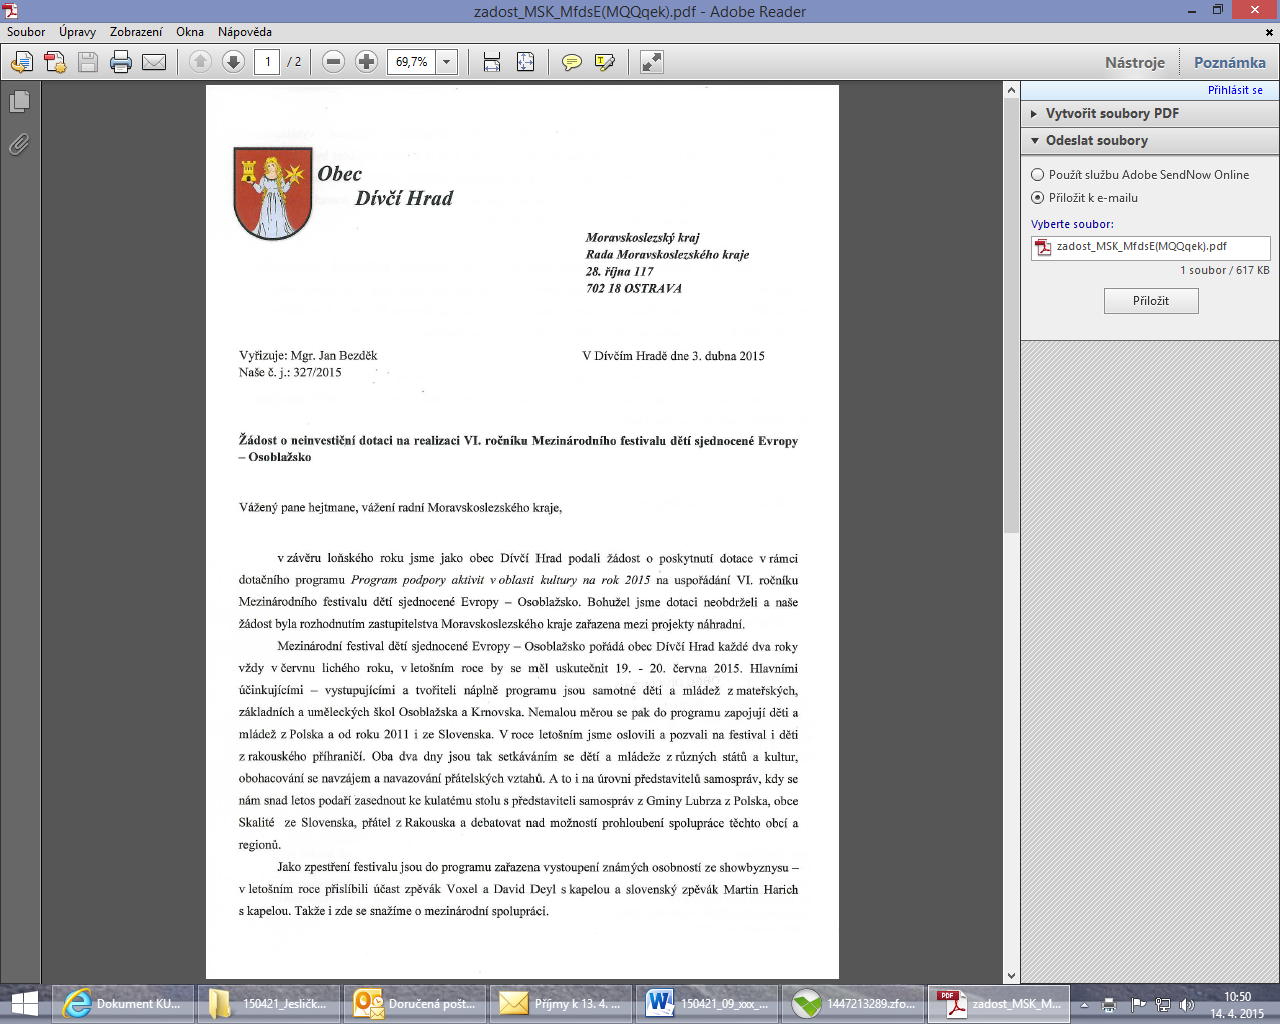 zadost_MSK_MfdsE(MQQqek).pdf - Adobe Reader
Soubor Úpravy Zobrazení Okna Nápověda
1 / 2 69,7% Nástroje Poznámka
Přihlásit se
Vytvořit soubory PDF
Odeslat soubory
Použít službu Adobe SendNow Online
Přiložit k e-mailu
Vyberte soubor:
zadost_MSK_MfdsE(MQQqek).pdf
1 soubor / 617 KB
Přiložit
Obec
Dívčí Hrad
Moravskoslezský kraj
Rada Moravskoslezského kraje
28. října 117
702 18 OSTRAVA
Vyřizuje: Mgr. Jan Bezděk
Naše č. j.: 327/2015
V Dívčím Hradě dne 3. dubna 2015
Žádost o neinvestiční dotaci na realizaci VI. ročníku Mezinárodního festivalu dětí sjednocené Evropy
– Osoblažsko
Vážený pane hejtmane, vážení radní Moravskoslezského kraje,
v závěru loňského roku jsme jako obec Dívčí Hrad podali žádost o poskytnutí dotace v rámci
dotačního programu Program podpory aktivit v oblasti kultury na rok 2015 na uspořádání VI. ročníku
Mezinárodního festivalu dětí sjednocené Evropy – Osoblažsko. Bohužel jsme dotaci neobdrželi a naše
žádost byla rozhodnutím zastupitelstva Moravskoslezského kraje zařazena mezi projekty náhradní.
Mezinárodní festival dětí sjednocené Evropy – Osoblažsko pořádá obec Dívčí Hrad každé dva roky
vždy v červnu lichého roku, v letošním roce by se měl uskutečnit 19. - 20. června 2015. Hlavními
účinkujícími – vystupujícími a tvořiteli náplně programu jsou samotné děti a mládež z mateřských,
základních a uměleckých škol Osoblažska a Krnovska. Nemalou měrou se pak do programu zapojují děti a
mládež z Polska a od roku 2011 i ze Slovenska. V roce letošním jsme oslovili a pozvali na festival i děti
z rakouského příhraničí. Oba dva dny jsou tak setkáváním se dětí a mládeže z různých států a kultur,
obohacování se navzájem a navazování přátelských vztahů. A to i na úrovni představitelů samospráv, kdy se
nám snad letos podaří zasednout ke kulatému stolu s představiteli samospráv z Gminy Lubrza z Polska, obce
Skalité ze Slovenska, přátel z Rakouska a debatovat nad možností prohloubení spolupráce těchto obcí a
regionů.
Jako zpestření festivalu jsou do programu zařazena vystoupení známých osobností ze showbyznysu –
v letošním roce přislíbili účast zpěvák Voxel a David Deyl s kapelou a slovenský zpěvák Martin Harich
s kapelou. Takže i zde se snažíme o mezinárodní spolupráci.
Dokument KU... 150421_Jesličk... Doručená pošt... Příjmy k 13. 4. ... 150421_09_xxx_... 1447213289.zfo... zadost_MSK_M...
10:50
14. 4. 2015